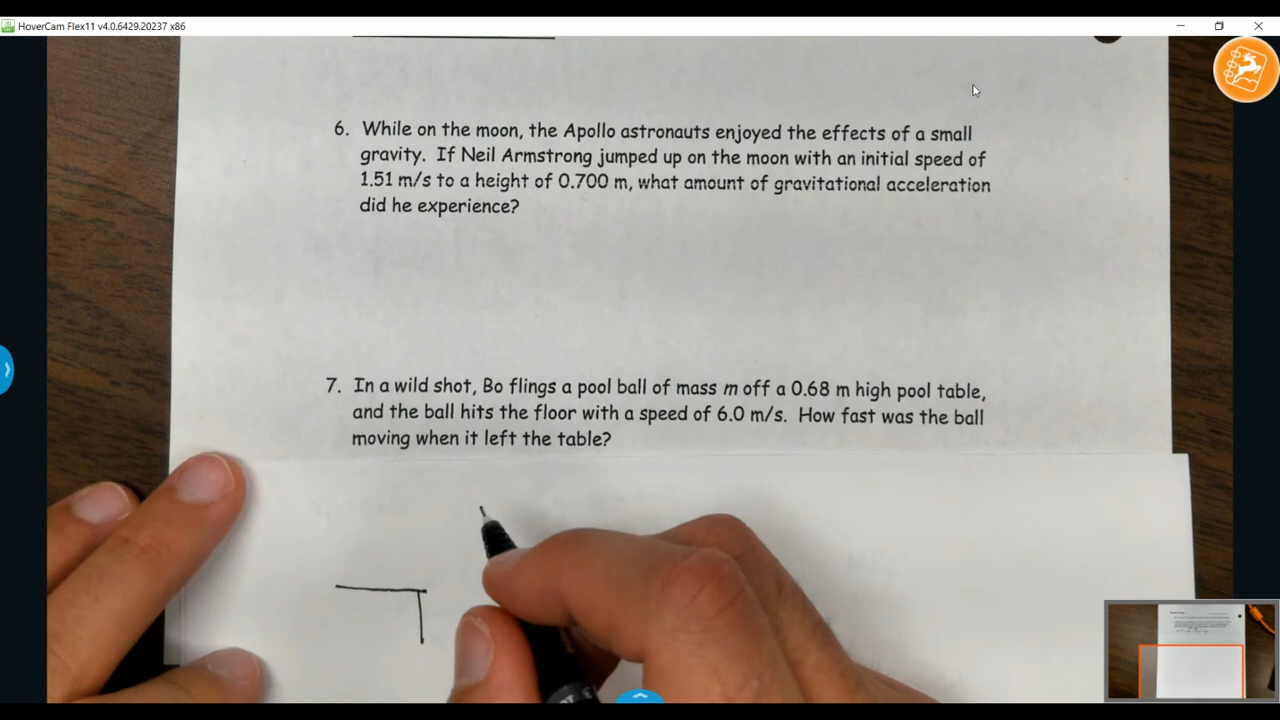 HoverCam Flex11 v4.0.6429.20237 x86
6. While on the moon, the Apollo astronauts enjoyed the effects of a small
gravity. If Neil Armstrong jumped up on the moon with an initial speed of
1.51 m/s to a height of 0.700 m, what amount of gravitational acceleration
did he experience?
7. In a wild shot, Bo flings a pool ball of mass m off a 0.68 m high pool table,
and the ball hits the floor with a speed of 6.0 m/s. How fast was the ball
moving when it left the table?